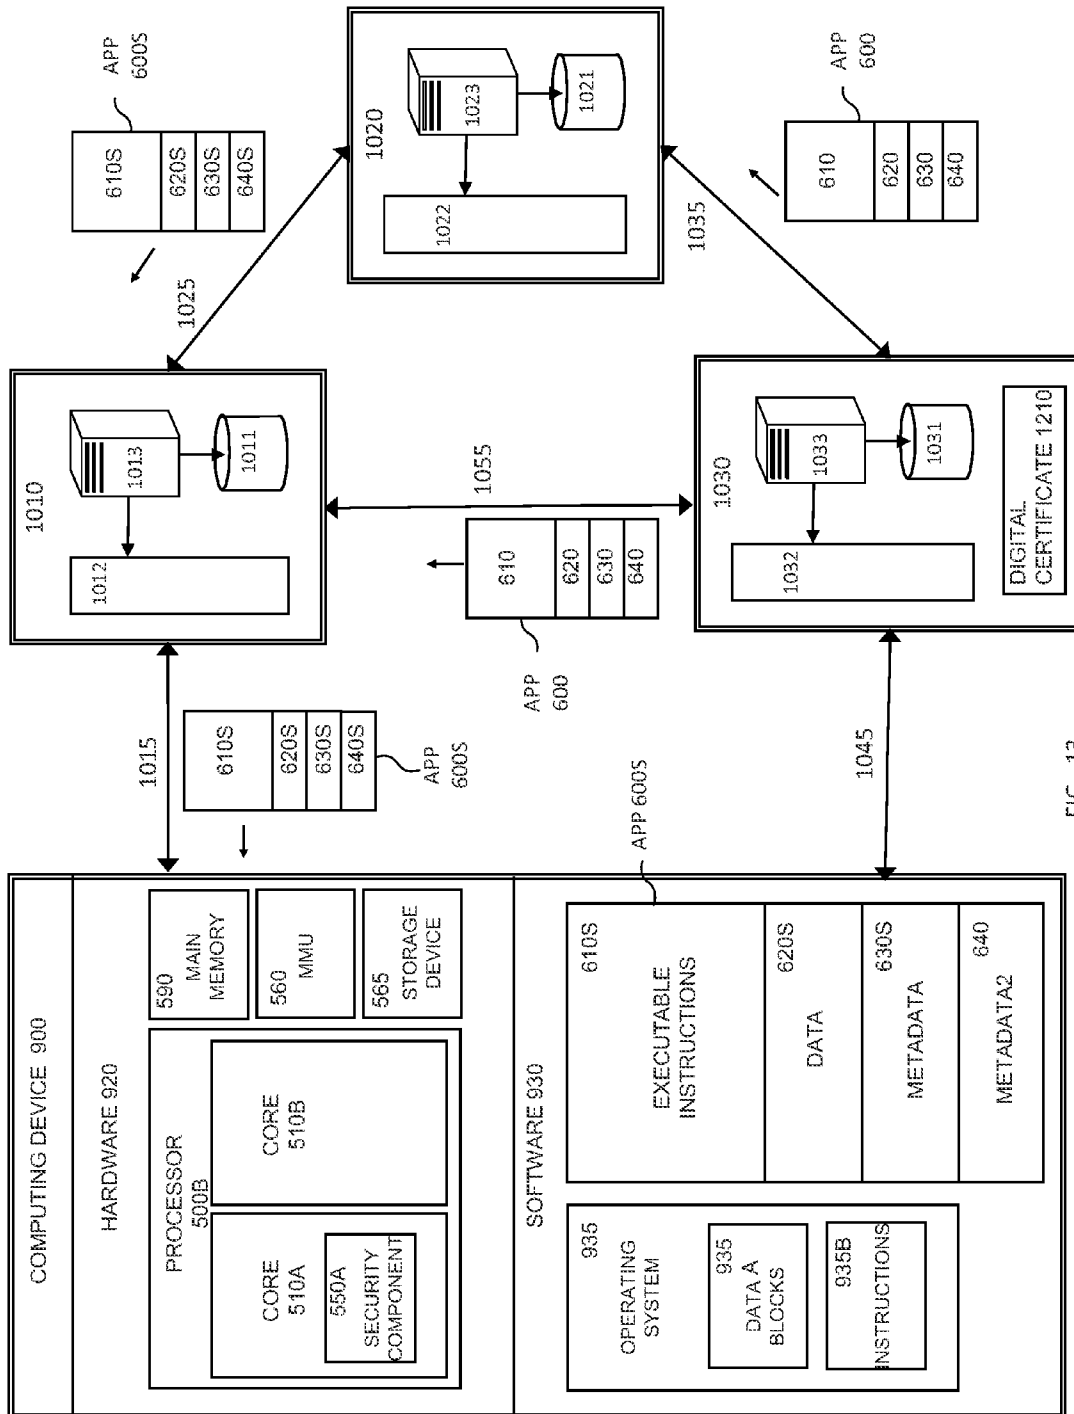 COMPUTING DEVICE 900
HARDWARE 920
PROCESSOR
500B
CORE
510A
550A
SECURITY
COMPONENT
CORE
510B
590
MAIN
MEMORY
560
MMU
565
STORAGE
DEVICE
SOFTWARE 930
935
OPERATING
SYSTEM
935
DATA A
BLOCKS
935B
INSTRUCTIONS
610S
EXECUTABLE
INSTRUCTIONS
620S
DATA
630S
METADATA
640
METADATA2
APP 600S
1015
610S
620S
630S
640S
APP
600S
1045
1010
1012
1013
1011
1055
610
620
630
640
APP
600
1030
1032
1033
1031
DIGITAL
CERTIFICATE 1210
1025
610S
620S
630S
640S
APP
600S
1020
1022
1023
1021
1035
610
620
630
640
APP
600
FIG. 13